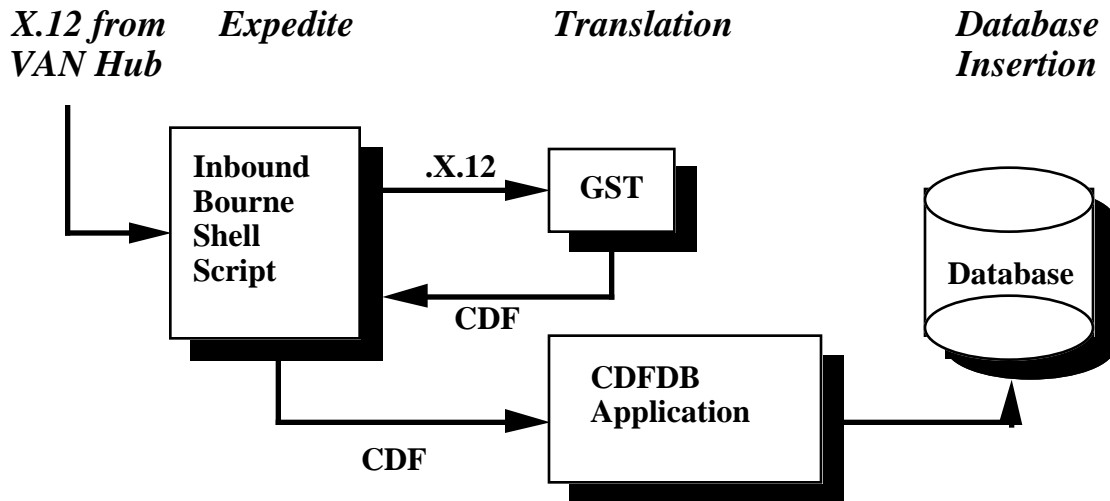 X.12 from
VAN Hub
Expedite
Translation
Database
Insertion
Inbound
Bourne
Shell
Script
.X.12
GST
CDF
Database
CDFDB
Application
CDF